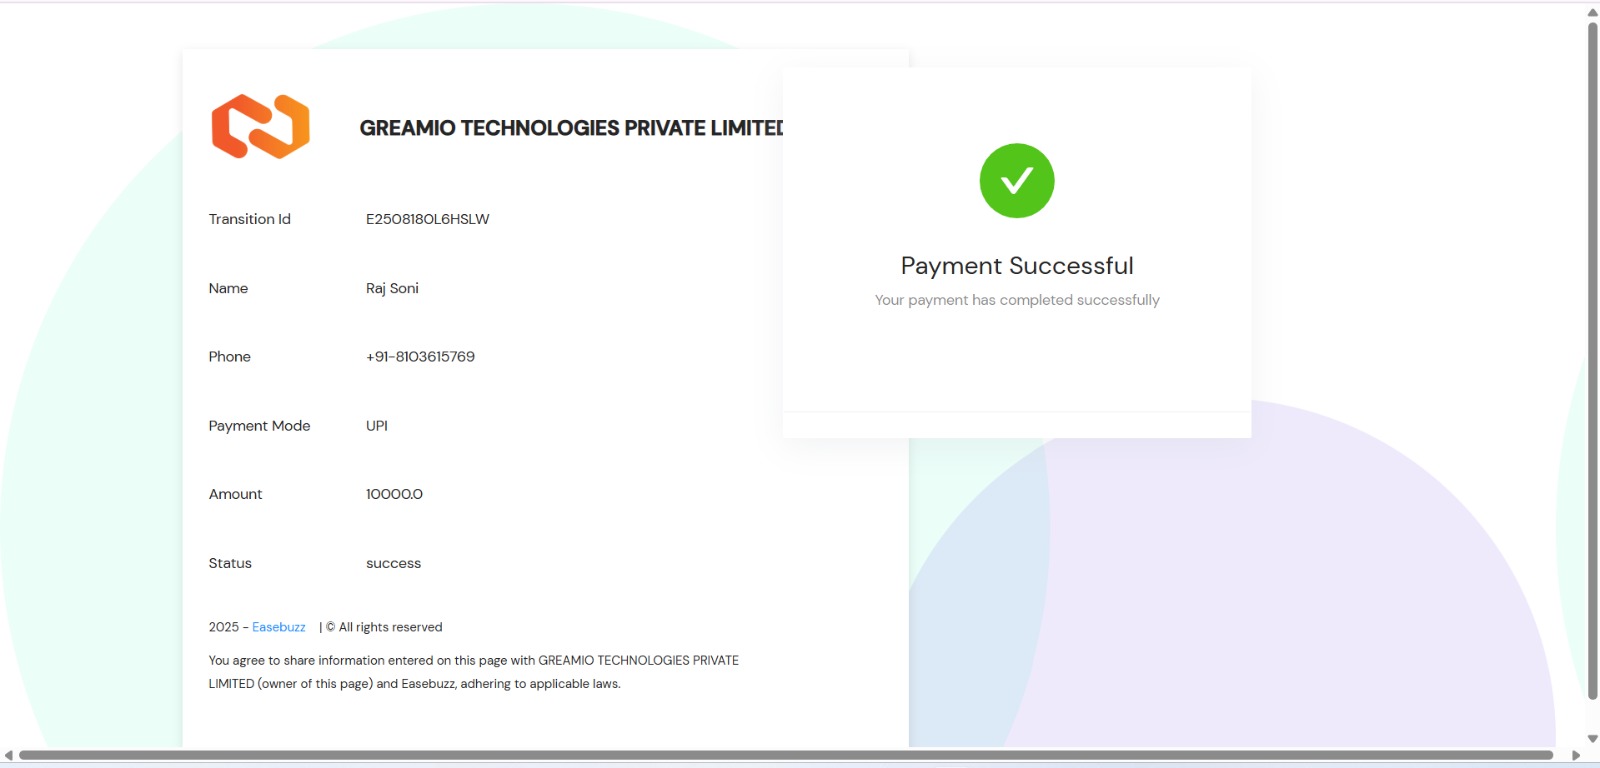 GREAMIO TECHNOLOGIES PRIVATE LIMITED
Transition Id E2508180L6HSLW
Name Raj Soni
Phone +91-8103615769
Payment Mode UPI
Amount 10000.0
Status success
2025 - Easebuzz | © All rights reserved
You agree to share information entered on this page with GREAMIO TECHNOLOGIES PRIVATE
LIMITED (owner of this page) and Easebuzz, adhering to applicable laws.
Payment Successful
Your payment has completed successfully